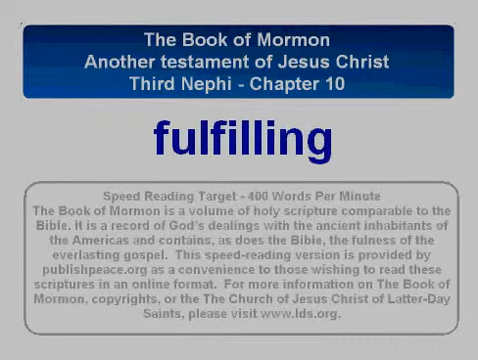 The Book of Mormon
Another testament of Jesus Christ
Third Nephi - Chapter 10
fulfilling
Speed Reading Target - 400 Words Per Minute
The Book of Mormon is a volume of holy scripture comparable to the
Bible. It is a record of God's dealings with the ancient inhabitants of
the Americas and contains, as does the Bible, the fulness of the
everlasting gospel. This speed-reading version is provided by
publishpeace.org as a convenience to those wishing to read these
scriptures in an online format. For more information on The Book of
Mormon, copyrights, or the The Church of Jesus Christ of Latter-Day
Saints, please visit www.lds.org.